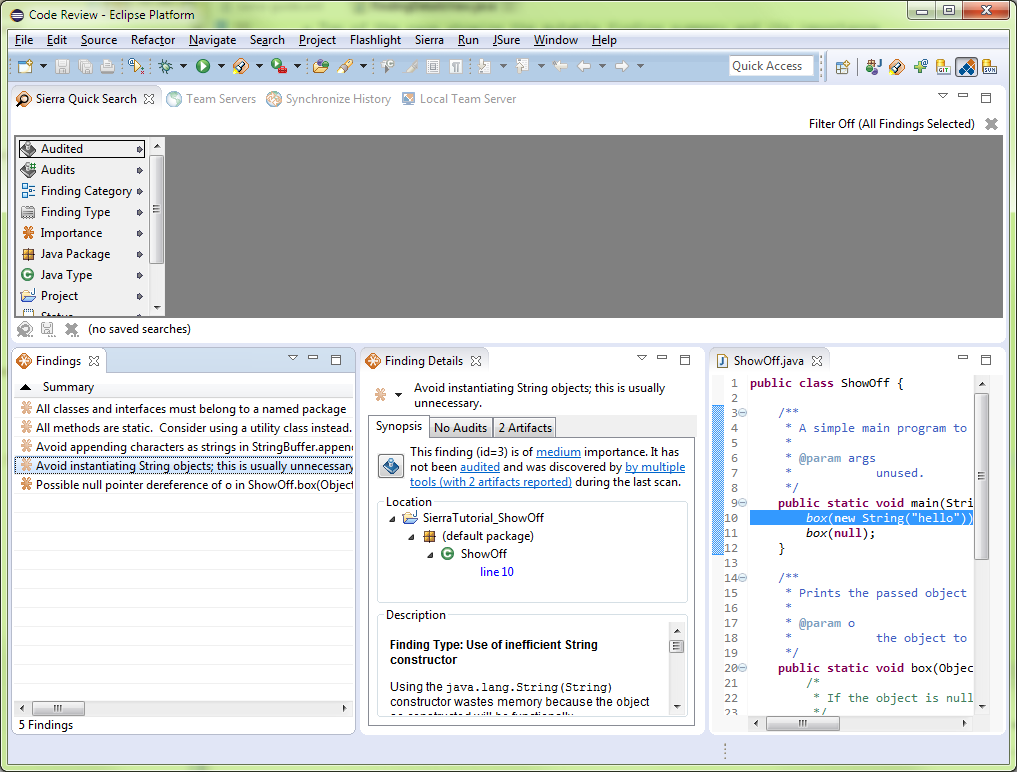 Code Review - Eclipse Platform
File Edit Source Refactor Navigate Search Project Flashlight Sierra Run JSure Window Help
Quick Access
GIT
SVN
Sierra Quick Search Team Servers Synchronize History Local Team Server
Filter Off (All Findings Selected)
Audited
Audits
Finding Category
Finding Type
Importance
Java Package
Java Type
Project
Status
(no saved searches)
Findings
Summary
All classes and interfaces must belong to a named package
All methods are static.  Consider using a utility class instead.
Avoid appending characters as strings in StringBuffer.appen
Avoid instantiating String objects; this is usually unnecessary
Possible null pointer dereference of o in ShowOff.box(Object
5 Findings
Finding Details
Avoid instantiating String objects; this is usually
unnecessary.
Synopsis No Audits 2 Artifacts
This finding (id=3) is of medium importance. It has
not been audited and was discovered by by multiple
tools (with 2 artifacts reported) during the last scan.
Location
SierraTutorial_ShowOff
(default package)
ShowOff
line 10
Description
Finding Type: Use of inefficient String
constructor
Using the java.lang.String(String)
constructor wastes memory because the object
so constructed will be functionally
ShowOff.java
1 public class ShowOff {
2
3 /**
4 * A simple main program to
5 *
6 * @param args
7 * unused.
8 */
9 public static void main(Stri
10 box(new String("hello"))
11 box(null);
12 }
13
14 /**
15 * Prints the passed object
16 *
17 * @param o
18 * the object to
19 */
20 public static void box(Objec
21 /*
22 * If the object is null
23 */